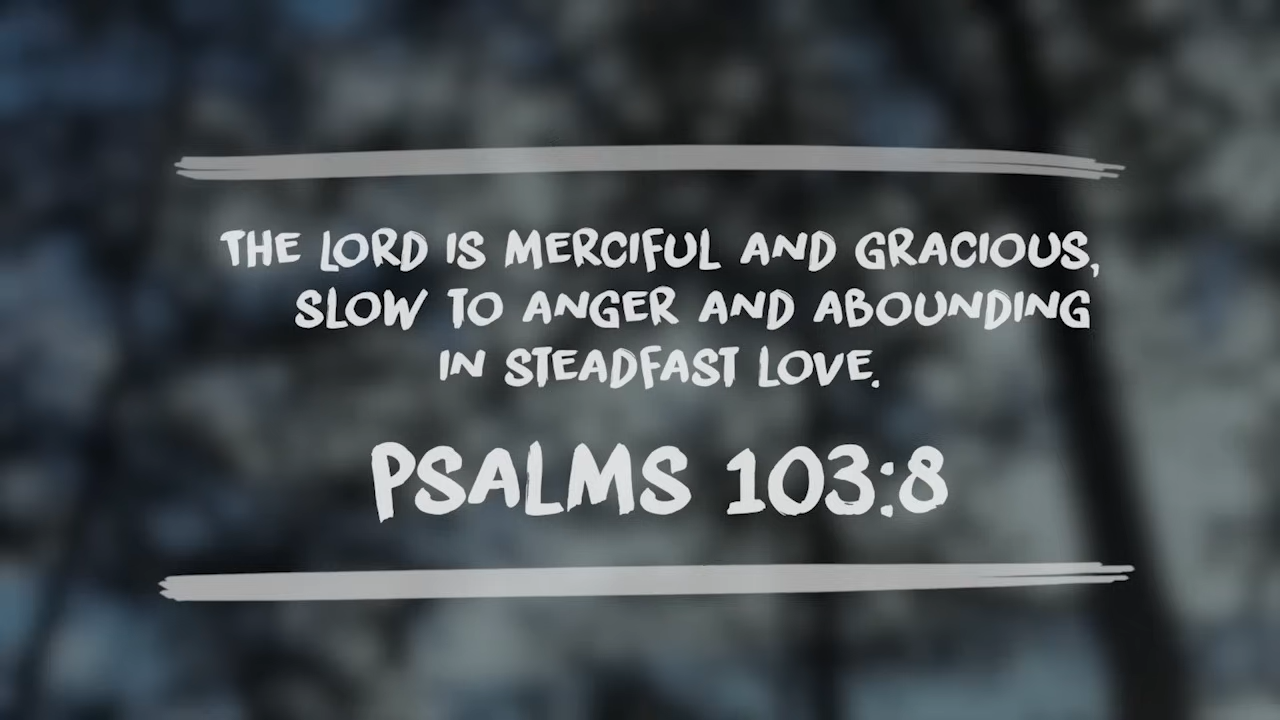 THE LORD IS MERCIFUL AND GRACIOUS,
SLOW TO ANGER AND ABOUNDING
IN STEADFAST LOVE.
PSALMS 103:8